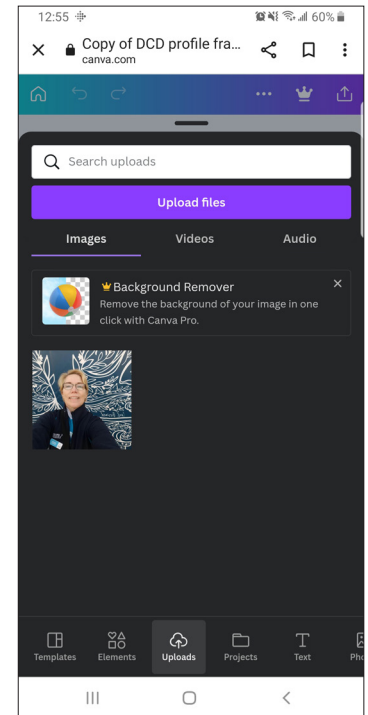 12:55
60%
Copy of DCD profile fra...
canva.com
Search uploads
Upload files
Images Videos Audio
Background Remover
Remove the background of your image in one
click with Canva Pro.
Templates Elements Uploads Projects Text Pho